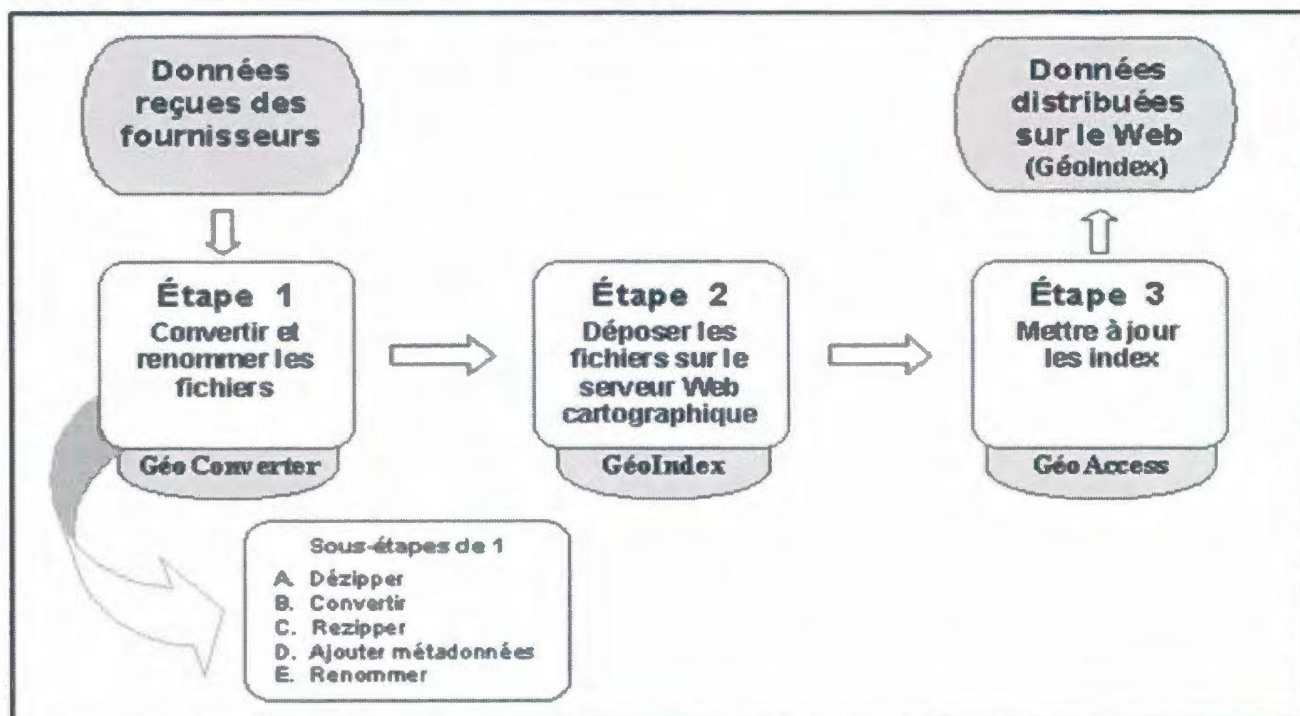 Données
reçues des
fournisseurs
Données
distribuées
sur le Web
(GéoIndex)
Étape 1
Convertir et
renommer les
fichiers
Géo Converter
Étape 2
Déposer les
fichiers sur le
serveur Web
cartographique
GéoIndex
Étape 3
Mettre à jour
les index
Géo Access
Sous-étapes de 1
A. Dézipper
B. Convertir
C. Rezipper
D. Ajouter métadonnées
E. Renommer